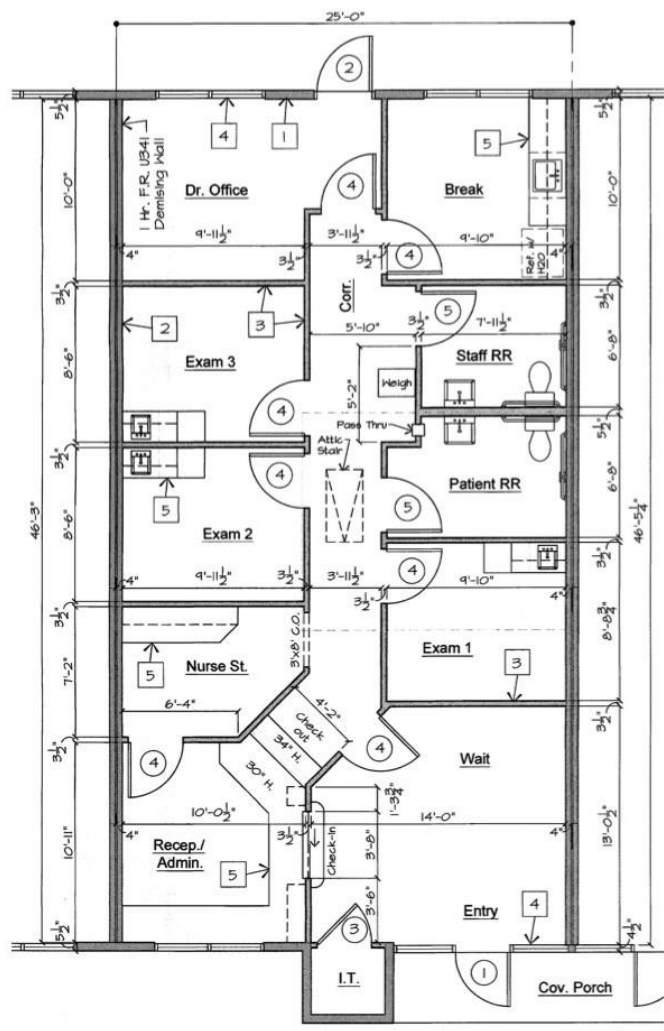 25'-0"
2
5½"
5½"
4
1
5
1 Hr. F.R. U341
Demising Wall
Dr. Office
4
Break
10'-0"
10'-0"
9'-11½"
3'-11½"
9'-10"
4"
3½"
3½"
4"
4
Ref. w/
H2O
Corr.
3½"
3½"
2
3
5
5'-10"
3½"
7'-11½"
Exam 3
Staff RR
8'-6"
6'-8"
5'-2"
Weigh
4
Pass Thru
5½"
3½"
Attic
Stair
4
5
Exam 2
Patient RR
5
6'-8"
46'-3"
46'-5¼"
8'-6"
3½"
4"
9'-11½"
3½"
3'-11½"
4
9'-10"
3½"
4"
3½"
3'x8' C.O.
8'-8¾"
Nurse St.
Exam 1
3
5
7'-2"
6'-4"
4'-2"
Check
out
3½"
34" H.
4
4
Wait
3½"
30" H.
1'-3¾"
10'-0½"
14'-0"
4"
3½"
4"
13'-0½"
Recep./
Admin.
5
Check-In
3'-8"
10'-11"
3'-6"
Entry
4
3
5½"
4½"
1
I.T.
Cov. Porch